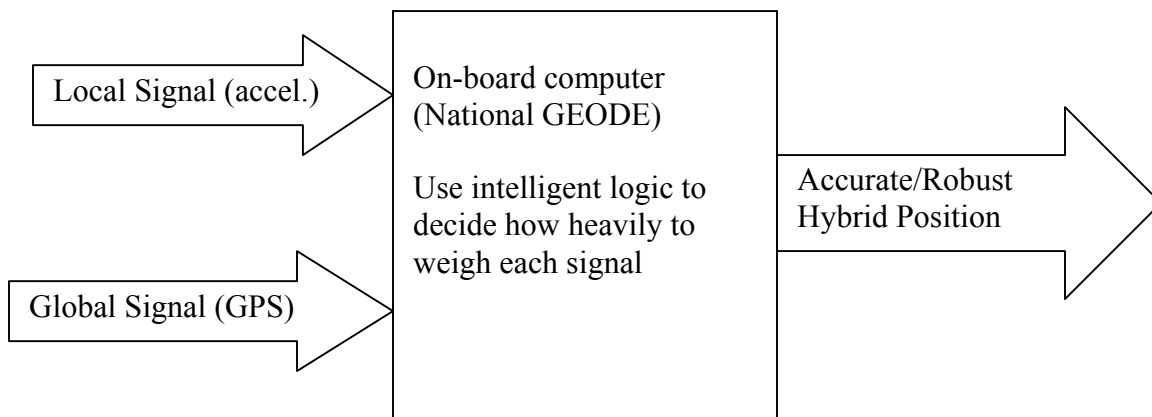 Local Signal (accel.)
On-board computer
(National GEODE)
Use intelligent logic to
decide how heavily to
weigh each signal
Global Signal (GPS)
Accurate/Robust
Hybrid Position